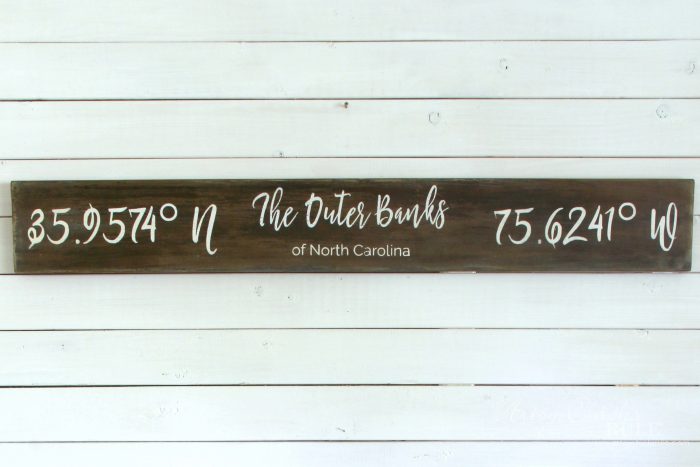 35.9574° N The Outer Banks 75.6241° W
of North Carolina